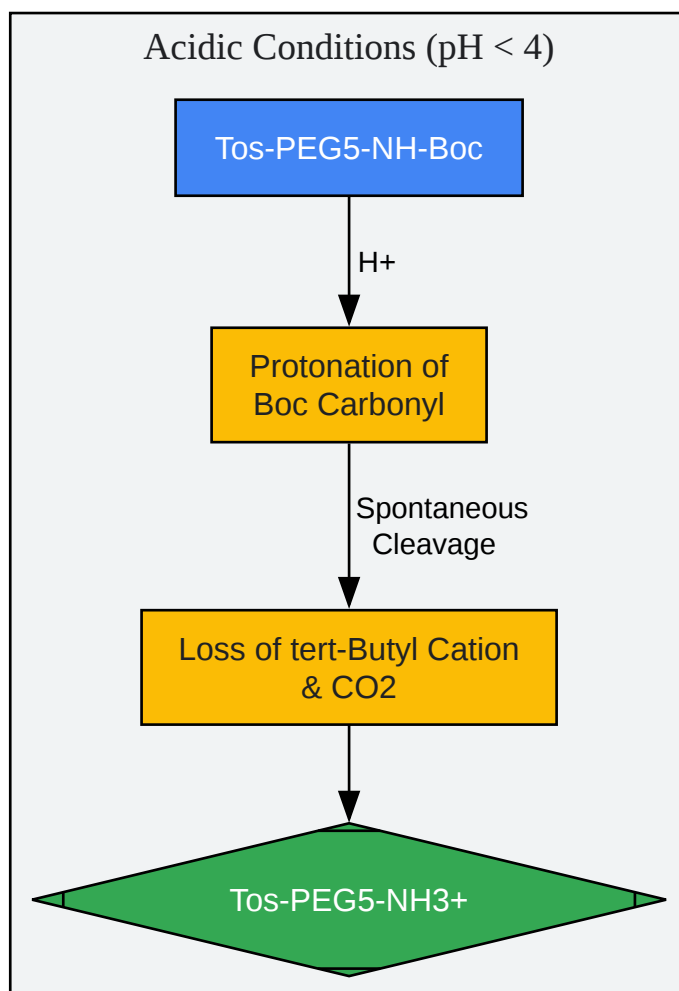 Acidic Conditions (pH < 4)
Tos-PEG5-NH-Boc
H+
Protonation of
Boc Carbonyl
Spontaneous
Cleavage
Loss of tert-Butyl Cation
& CO2
Tos-PEG5-NH3+